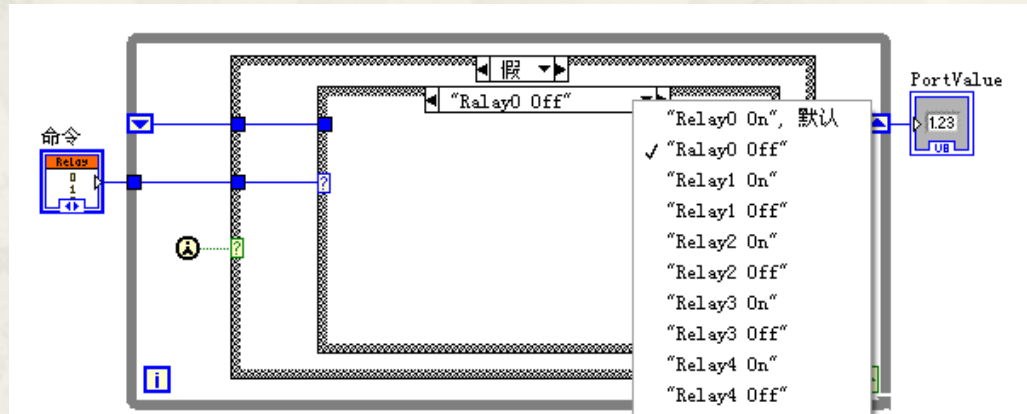 假
"Ralay0 Off"
PortValue
命令
Relay
0
1
?
?
1.23
U8
i
"Relay0 On", 默认
✓ "Ralay0 Off"
"Relay1 On"
"Relay1 Off"
"Relay2 On"
"Relay2 Off"
"Relay3 On"
"Relay3 Off"
"Relay4 On"
"Relay4 Off"